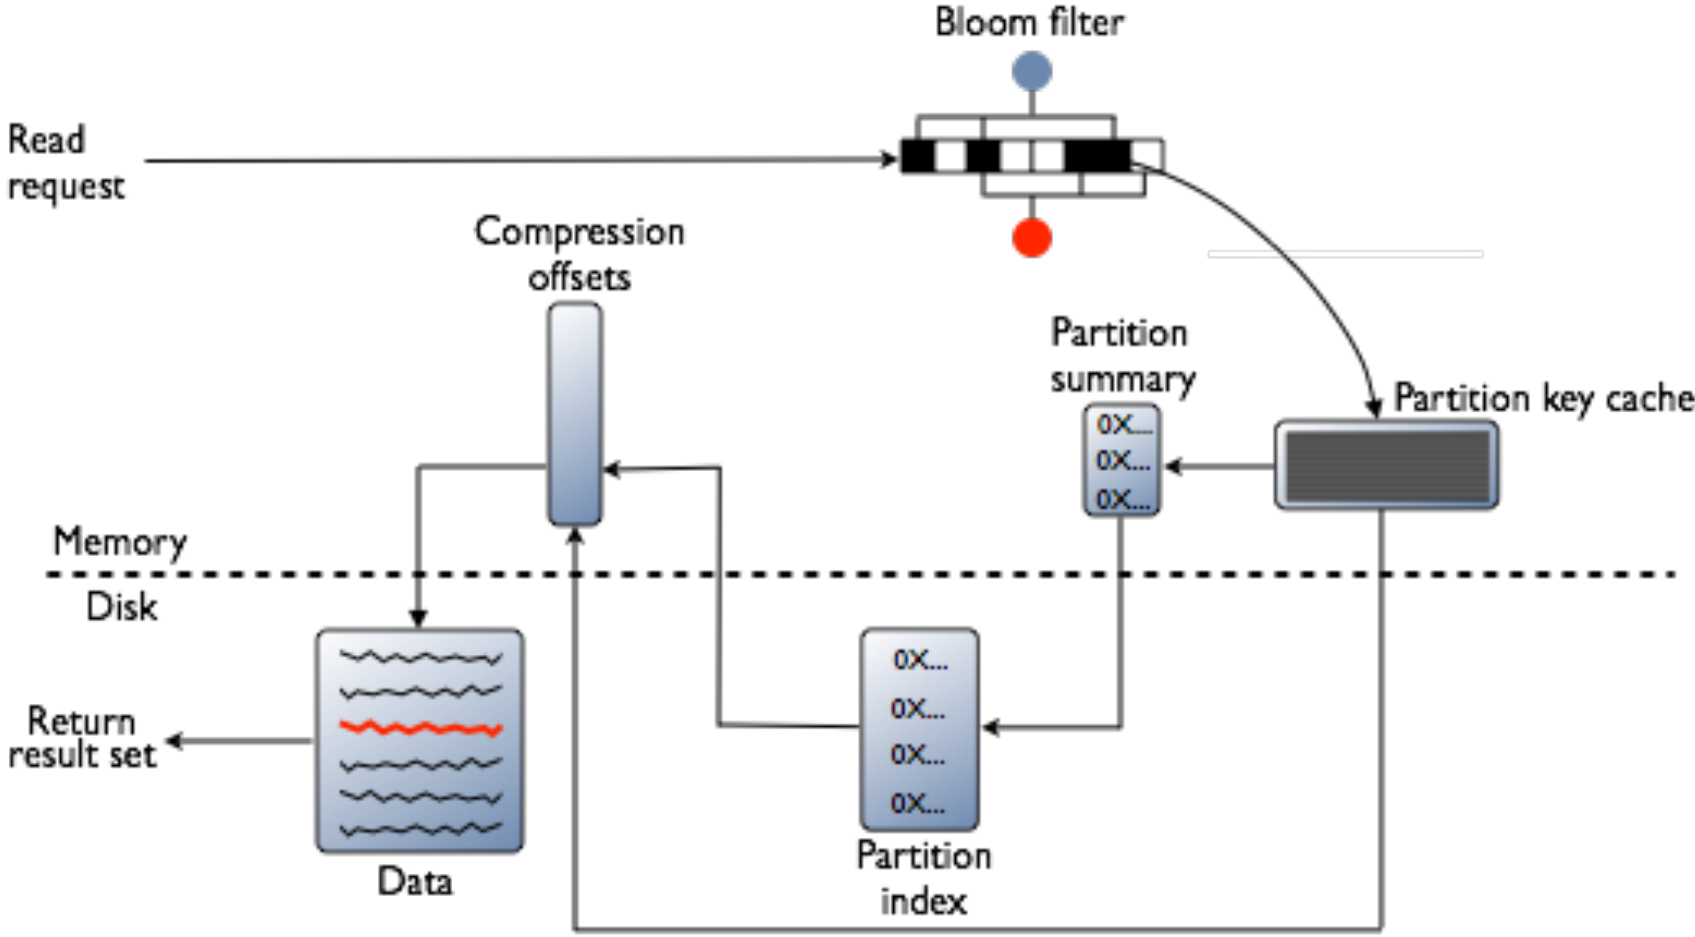 Bloom filter
Read
request
Compression
offsets
Partition
summary
Partition key cache
0X...
0X...
0X...
Memory
Disk
0X...
0X...
0X...
0X...
Return
result set
Data
Partition
index